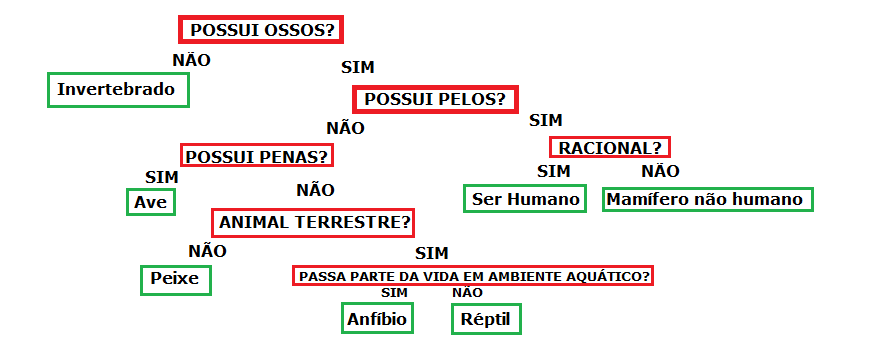 POSSUI OSSOS?
NÃO
SIM
Invertebrado
POSSUI PELOS?
NÃO
SIM
POSSUI PENAS?
RACIONAL?
SIM
NÃO
SIM
NÃO
Ave
Ser Humano
Mamífero não humano
ANIMAL TERRESTRE?
NÃO
SIM
Peixe
PASSA PARTE DA VIDA EM AMBIENTE AQUÁTICO?
SIM
NÃO
Anfíbio
Réptil